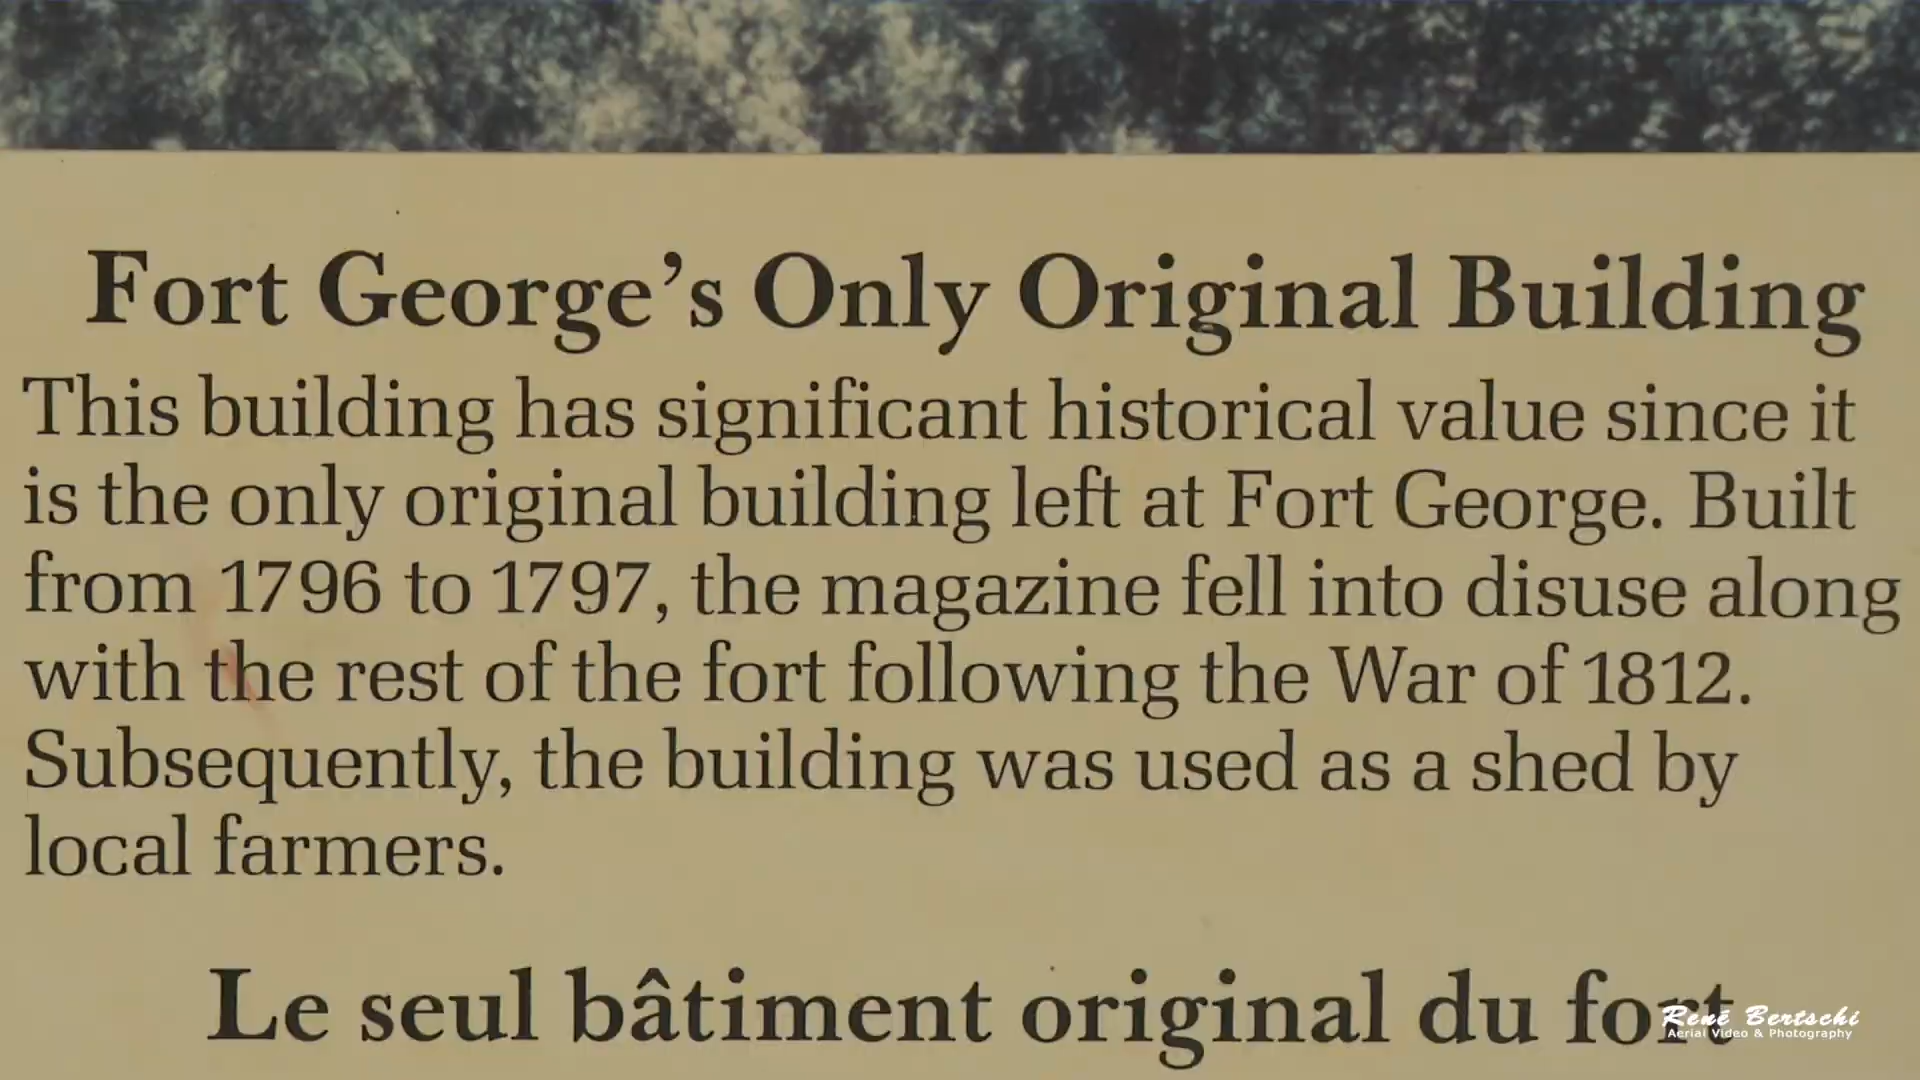 Fort George’s Only Original Building
This building has significant historical value since it
is the only original building left at Fort George. Built
from 1796 to 1797, the magazine fell into disuse along
with the rest of the fort following the War of 1812.
Subsequently, the building was used as a shed by
local farmers.
Le seul bâtiment original du fort
René Bertschi
Aerial Video & Photography